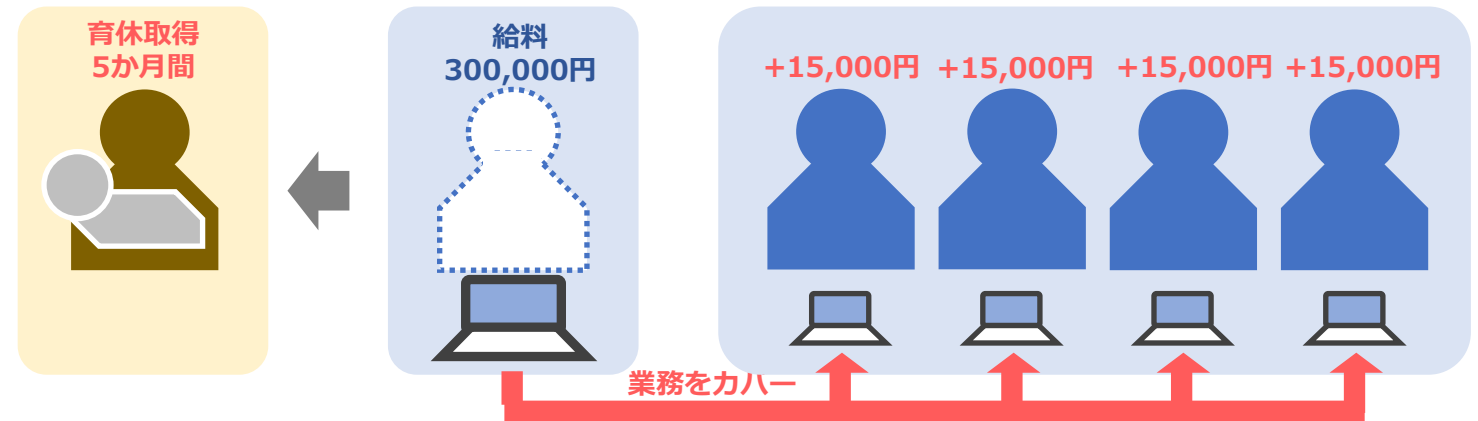 育休取得
5か月間
給料
300,000円
+15,000円 +15,000円 +15,000円 +15,000円
業務をカバー